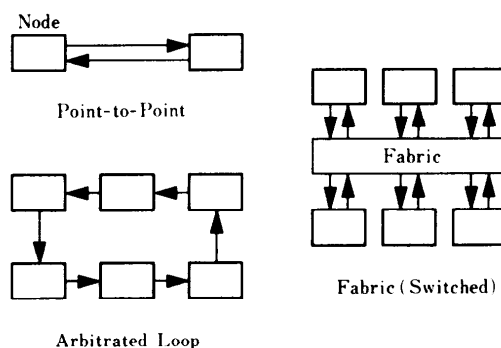 Node
Point-to-Point
Arbitrated Loop
Fabric
Fabric (Switched)